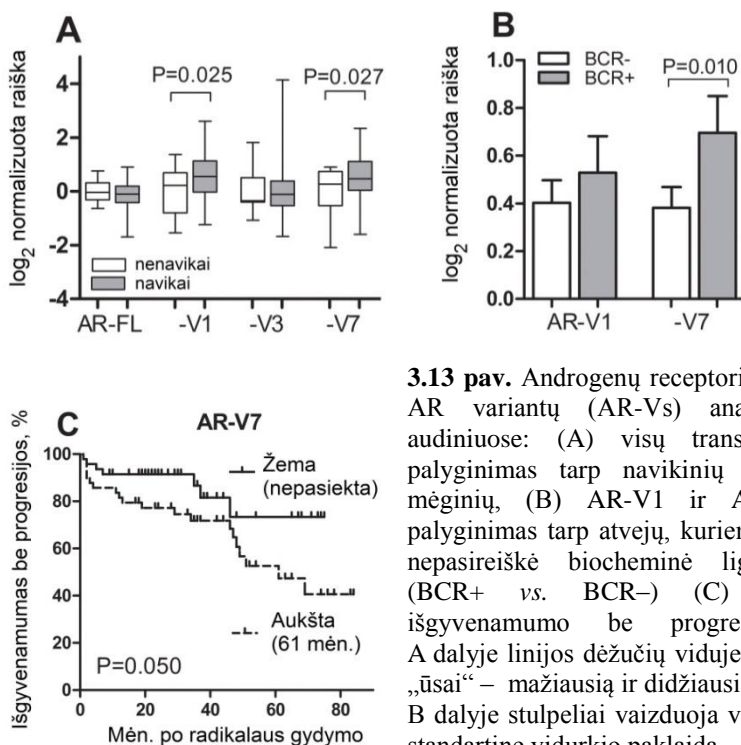 A
log₂ normalizuota raiška
4
2
0
-2
-4
P=0.025
P=0.027
nenavikai
navikai
AR-FL
-V1
-V3
-V7
B
log₂ normalizuota raiška
1.0
0.8
0.6
0.4
0.2
0.0
BCR-
BCR+
P=0.010
AR-V1
-V7
C
AR-V7
Išgyvenamumas be progresijos, %
100
80
60
40
20
0
Žema
(nepasiekta)
Aukšta
(61 mėn.)
P=0.050
0
20
40
60
80
Mėn. po radikalaus gydymo
3.13 pav. Androgenų receptori
AR variantų (AR-Vs) ana
audiniuose: (A) visų trans
palyginimas tarp navikinių
mėginių, (B) AR-V1 ir A
palyginimas tarp atvejų, kurien
nepasireiškė biocheminė lig
(BCR+ vs. BCR–) (C)
išgyvenamumo be progre
A dalyje linijos dėžučių viduje
„ūsai“ – mažiausią ir didžiausi
B dalyje stulpeliai vaizduoja v
standartinę vidurkio paklaidą